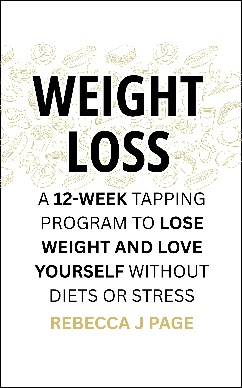 WEIGHT
LOSS
A 12-WEEK TAPPING
PROGRAM TO LOSE
WEIGHT AND LOVE
YOURSELF WITHOUT
DIETS OR STRESS
REBECCA J PAGE